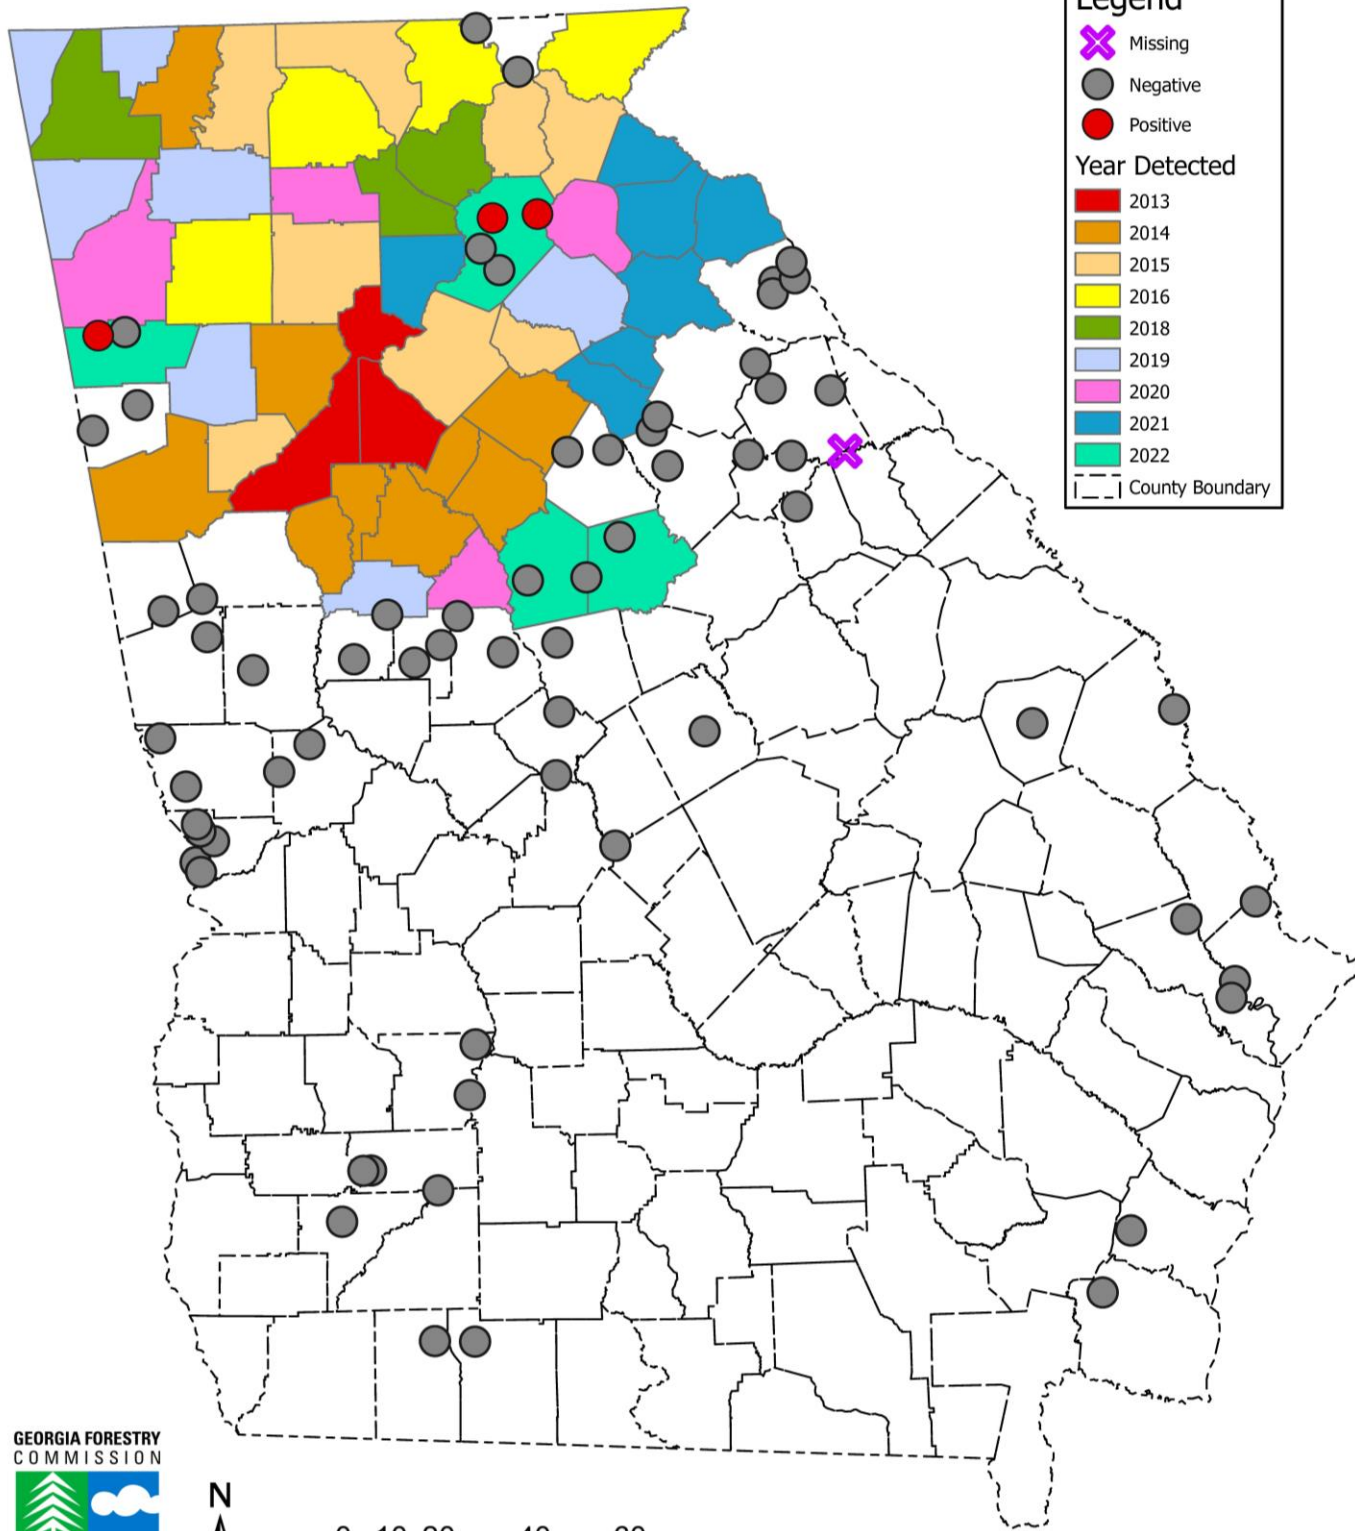 Legend
Missing
Negative
Positive
Year Detected
2013
2014
2015
2016
2018
2019
2020
2021
2022
County Boundary
GEORGIA FORESTRY
COMMISSION
N